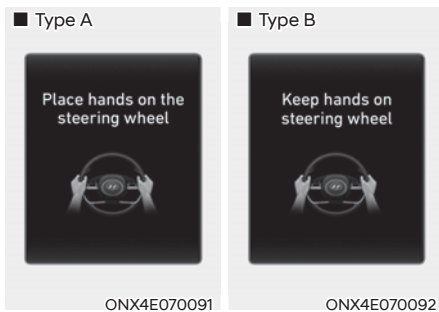 ■ Type A
Place hands on the
steering wheel
ONX4E070091
■ Type B
Keep hands on
steering wheel
ONX4E070092